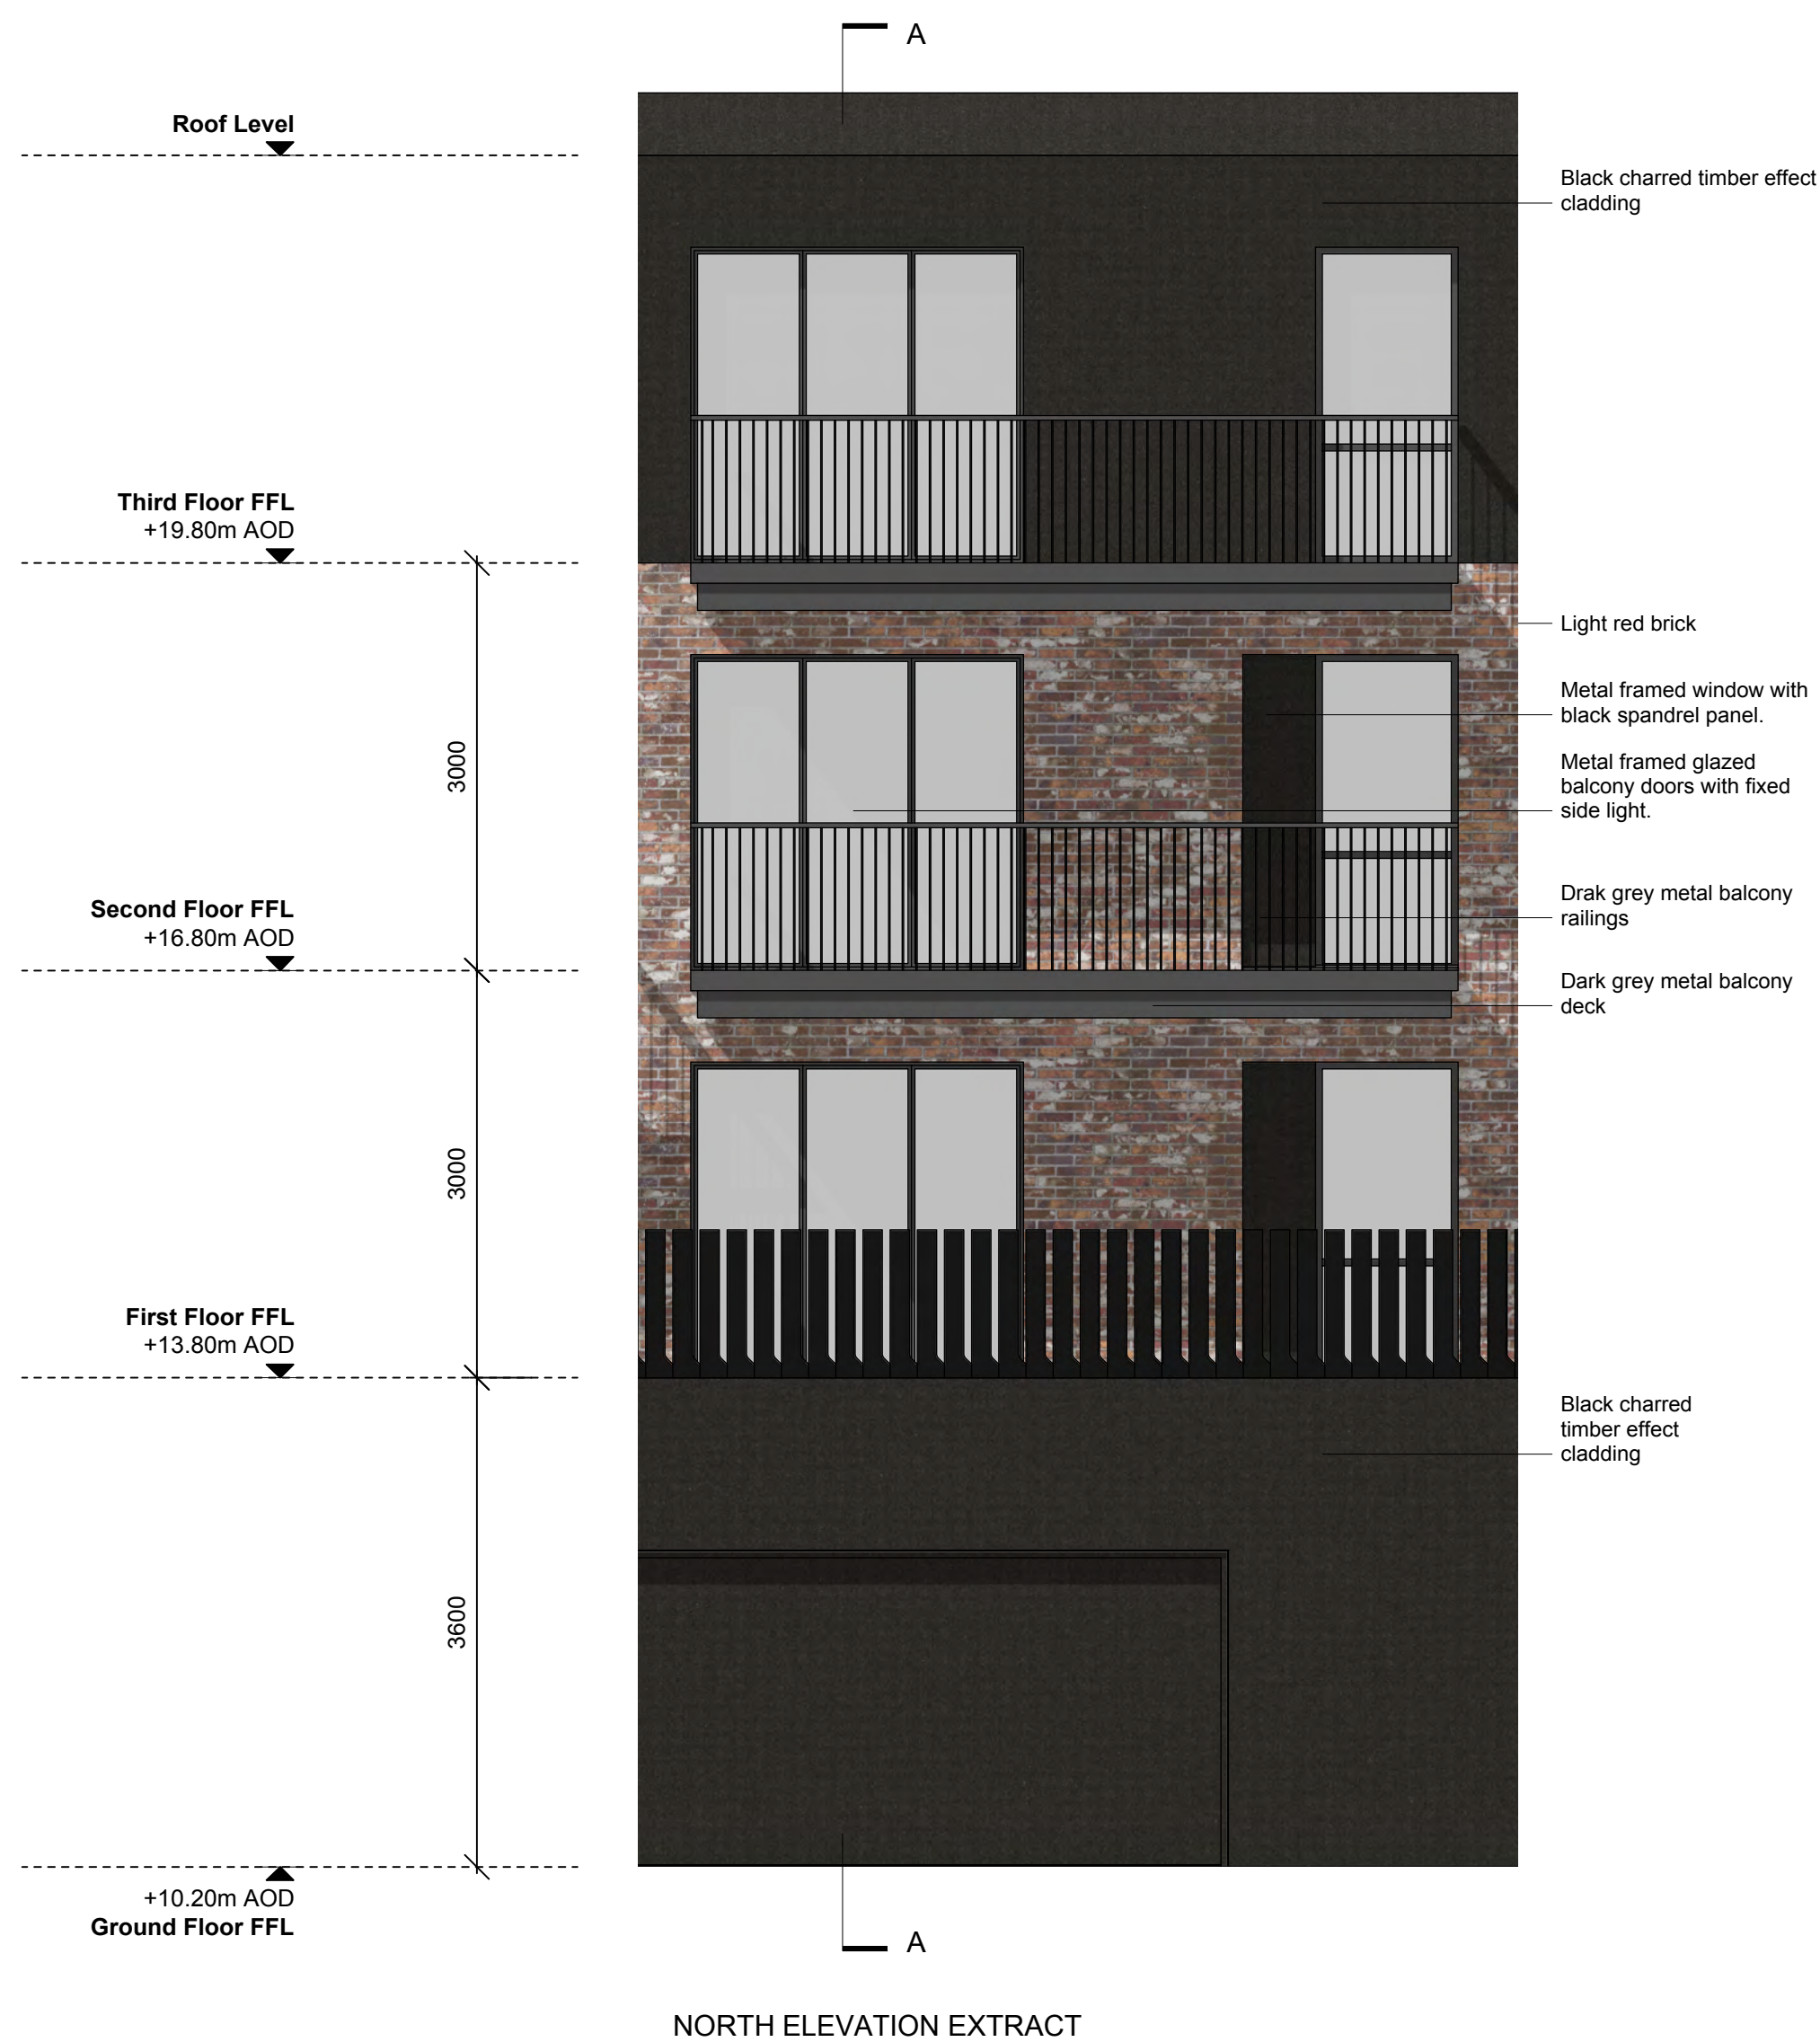 A
Roof Level
Black charred timber effect
cladding
Third Floor FFL
+19.80m AOD
Light red brick
Metal framed window with
black spandrel panel.
3000
Metal framed glazed
balcony doors with fixed
side light.
Drak grey metal balcony
railings
Second Floor FFL
+16.80m AOD
Dark grey metal balcony
deck
3000
First Floor FFL
+13.80m AOD
Black charred
timber effect
cladding
3600
+10.20m AOD
Ground Floor FFL
A
NORTH ELEVATION EXTRACT